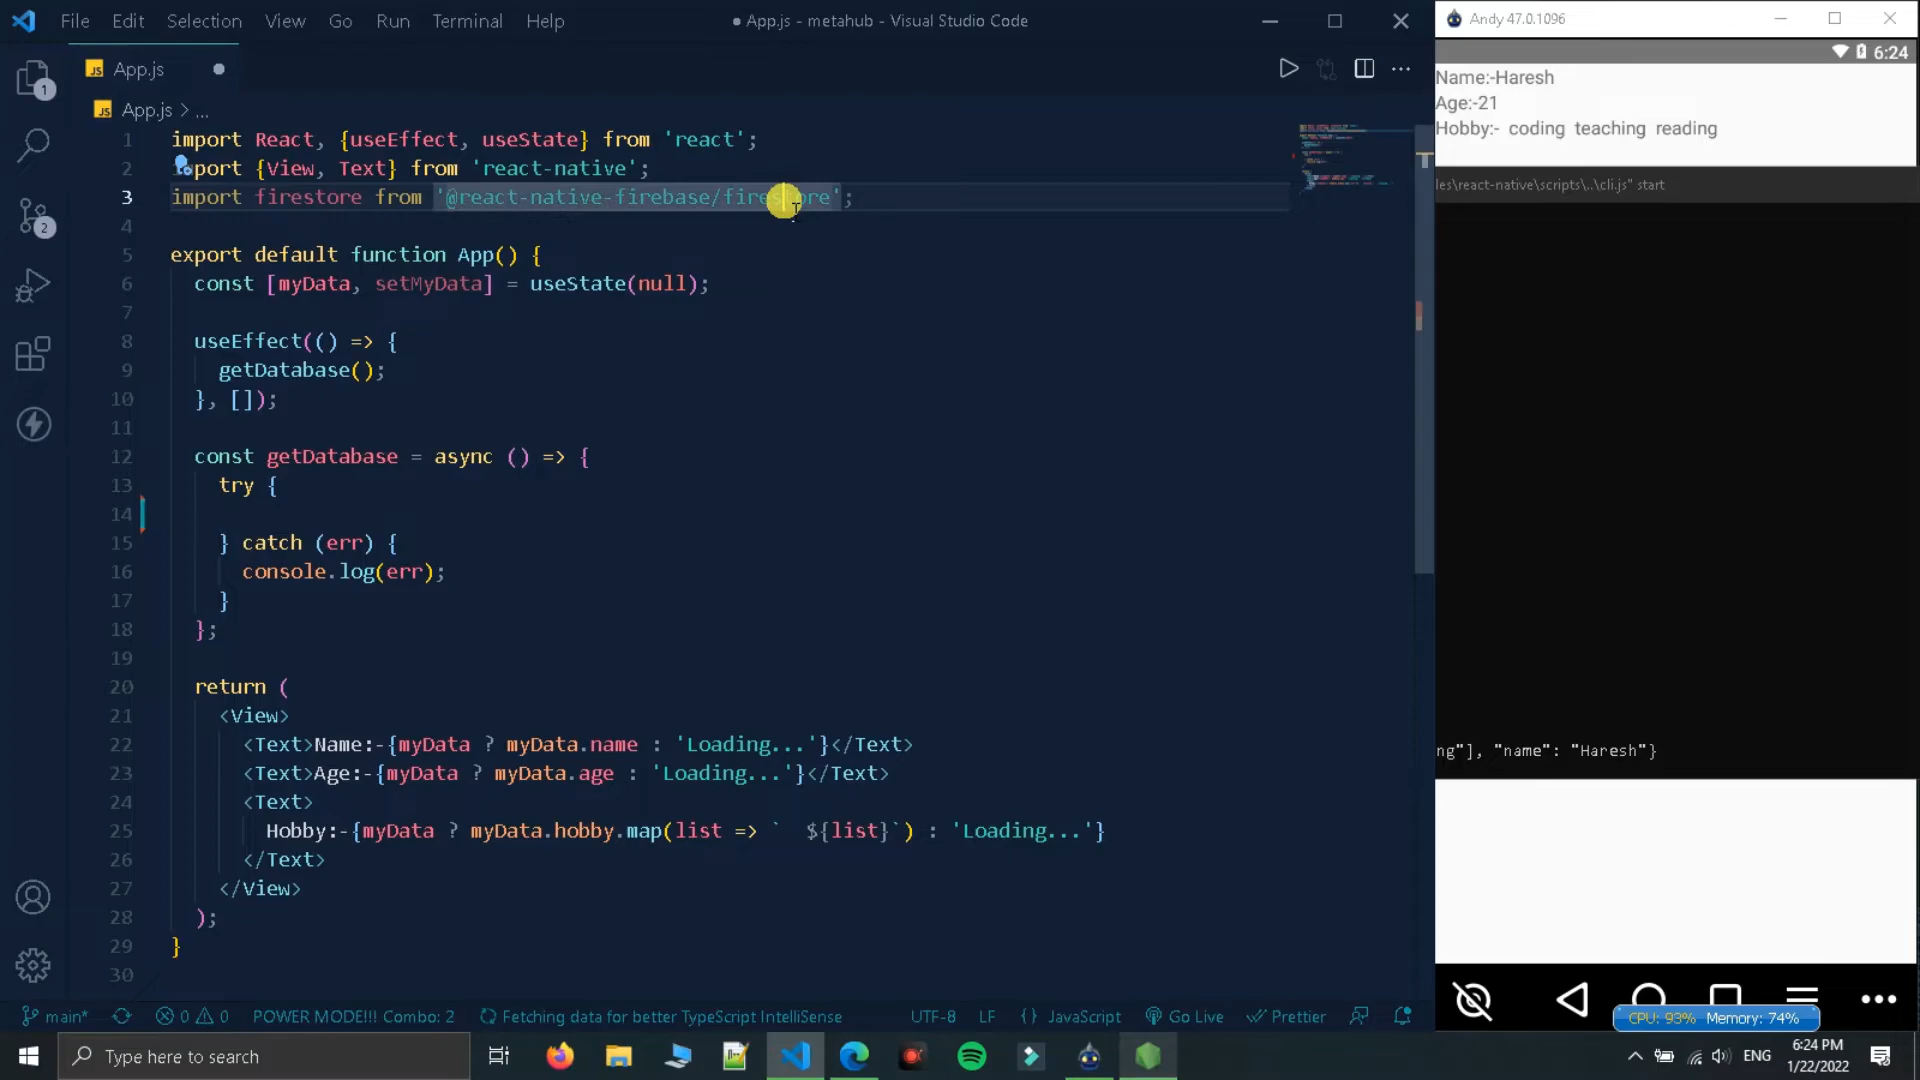 File Edit Selection View Go Run Terminal Help
● App.js - metahub - Visual Studio Code
Andy 47.0.1096
1
JS App.js
JS App.js > ...
6:24
Name:-Haresh
Age:-21
Hobby:- coding teaching reading
les\react-native\scripts\..\cli.js" start
ng"], "name": "Haresh"}
2
1 import React, {useEffect, useState} from 'react';
2 port {View, Text} from 'react-native';
3 import firestore from '@react-native-firebase/firestore';
4
5 export default function App() {
6 const [myData, setMyData] = useState(null);
7
8 useEffect(() => {
9 getDatabase();
10 }, []);
11
12 const getDatabase = async () => {
13 try {
14
15 } catch (err) {
16 console.log(err);
17 }
18 };
19
20 return (
21 <View>
22 <Text>Name:-{myData ? myData.name : 'Loading...'}</Text>
23 <Text>Age:-{myData ? myData.age : 'Loading...'}</Text>
24 <Text>
25 Hobby:-{myData ? myData.hobby.map(list => `  ${list}`) : 'Loading...'}
26 </Text>
27 </View>
28 );
29 }
30
main* 0 0 POWER MODE!!! Combo: 2 Fetching data for better TypeScript IntelliSense UTF-8 LF {} JavaScript Go Live Prettier
CPU: 93% Memory: 74%
Type here to search
ENG
6:24 PM
1/22/2022